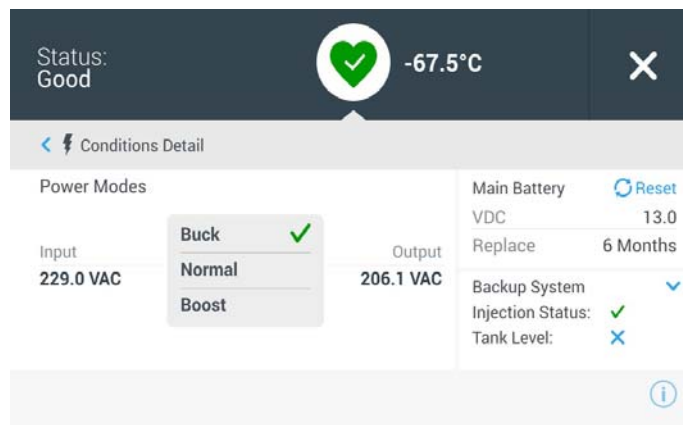 Status:
Good
-67.5°C
Conditions Detail
Power Modes
Input
229.0 VAC
Buck
Normal
Boost
Output
206.1 VAC
Main Battery
Reset
VDC 13.0
Replace 6 Months
Backup System
Injection Status:
Tank Level:
i